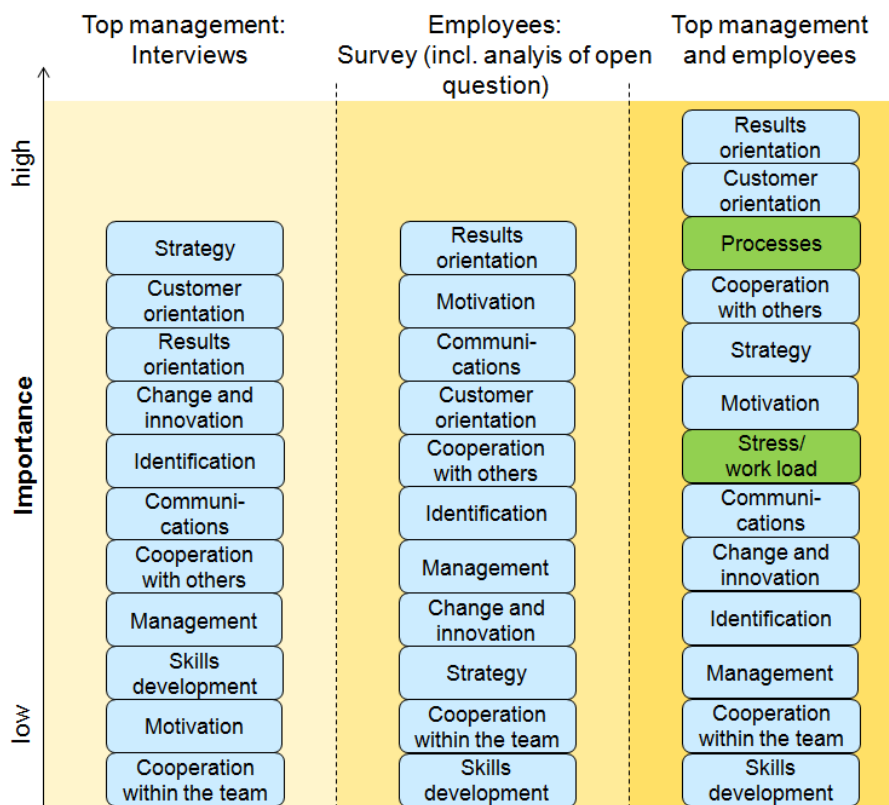 Top management:
Interviews
Employees:
Survey (incl. analyis of open
question)
Top management
and employees
Importance
high
low
Strategy
Customer
orientation
Results
orientation
Change and
innovation
Identification
Communi-
cations
Cooperation
with others
Management
Skills
development
Motivation
Cooperation
within the team
Results
orientation
Motivation
Communi-
cations
Customer
orientation
Cooperation
with others
Identification
Management
Change and
innovation
Strategy
Cooperation
within the team
Skills
development
Results
orientation
Customer
orientation
Processes
Cooperation
with others
Strategy
Motivation
Stress/
work load
Communi-
cations
Change and
innovation
Identification
Management
Cooperation
within the team
Skills
development